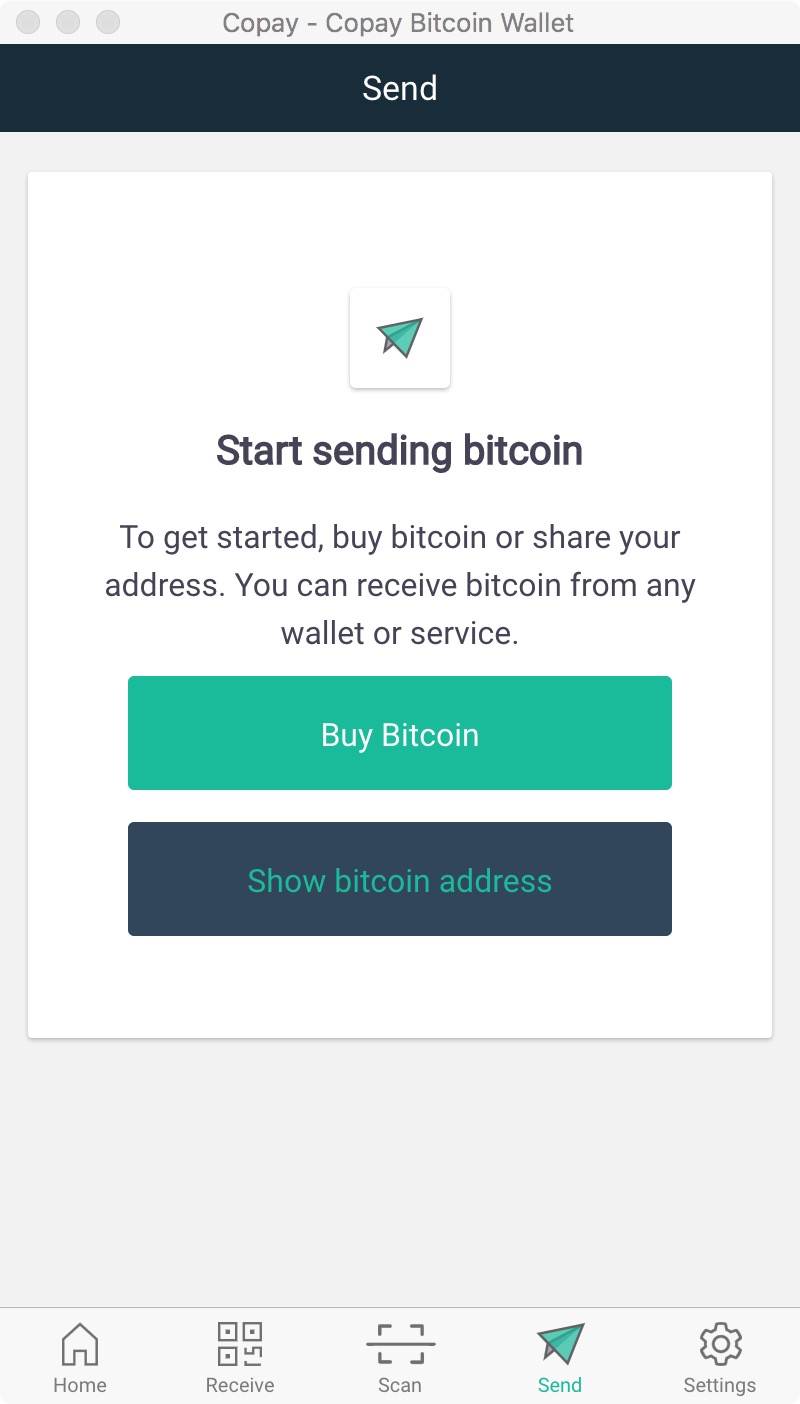 Copay - Copay Bitcoin Wallet
Send
Start sending bitcoin
To get started, buy bitcoin or share your
address. You can receive bitcoin from any
wallet or service.
Buy Bitcoin
Show bitcoin address
Home
Receive
Scan
Send
Settings